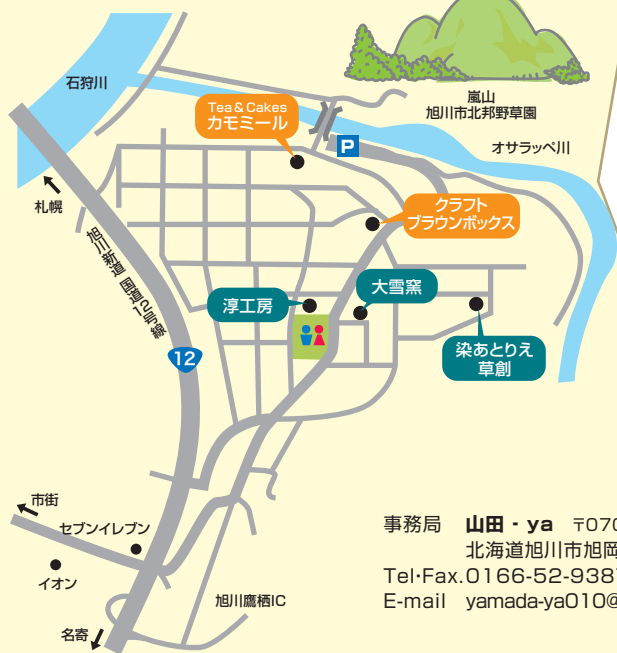 石狩川
Tea & Cakes
カモミール
嵐山
旭川市北邦野草園
オサラッペ川
P
札幌
クラフト
ブラウンボックス
旭川新道 国道12号線
大雪窯
淳工房
染あとりえ
草創
12
市街
セブンイレブン
イオン
旭川鷹栖IC
名寄
事務局 山田・ya 〒070
北海道旭川市旭岡
Tel・Fax.0166-52-938
E-mail yamada-ya010@